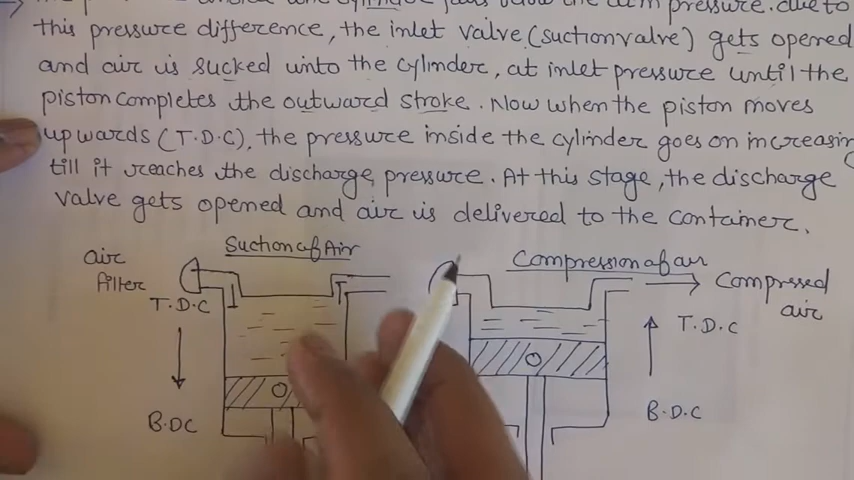 pressure. due to
this pressure difference, the inlet valve (suction valve) gets opened
and air is sucked into the cylinder, at inlet pressure until the
piston completes the outward stroke. Now when the piston moves
upwards (T.D.C), the pressure inside the cylinder goes on increasing
till it reaches the discharge pressure. At this stage, the discharge
valve gets opened and air is delivered to the container.
Suction of Air
Compression of air
air
filter
T.D.C
B.DC
Compressed
air
T.D.C
B.D.C